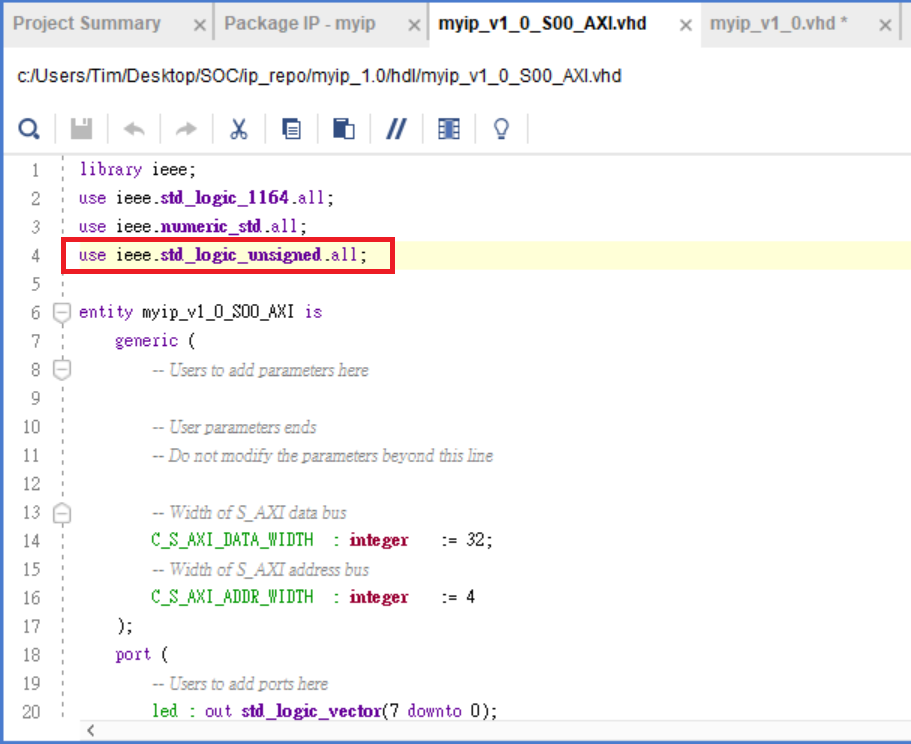 Project Summary × Package IP - myip × myip_v1_0_S00_AXI.vhd × myip_v1_0.vhd * ×
c:/Users/Tim/Desktop/SOC/ip_repo/myip_1.0/hdl/myip_v1_0_S00_AXI.vhd
1 library ieee;
2 use ieee.std_logic_1164.all;
3 use ieee.numeric_std.all;
4 use ieee.std_logic_unsigned.all;
5
6 entity myip_v1_0_S00_AXI is
7 generic (
8 -- Users to add parameters here
9
10 -- User parameters ends
11 -- Do not modify the parameters beyond this line
12
13 -- Width of S_AXI data bus
14 C_S_AXI_DATA_WIDTH : integer := 32;
15 -- Width of S_AXI address bus
16 C_S_AXI_ADDR_WIDTH : integer := 4
17 );
18 port (
19 -- Users to add ports here
20 led : out std_logic_vector(7 downto 0);